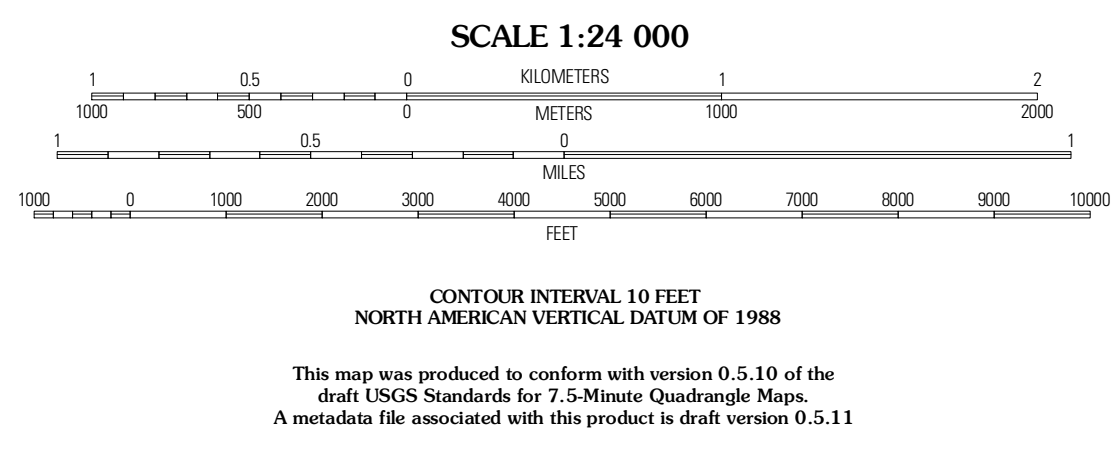 SCALE 1:24 000
1 0.5 0 KILOMETERS 1 2
1000 500 0 METERS 1000 2000
1 0.5 0 1
MILES
1000 0 1000 2000 3000 4000 5000 6000 7000 8000 9000 10000
FEET
CONTOUR INTERVAL 10 FEET
NORTH AMERICAN VERTICAL DATUM OF 1988
This map was produced to conform with version 0.5.10 of the
draft USGS Standards for 7.5-Minute Quadrangle Maps.
A metadata file associated with this product is draft version 0.5.11